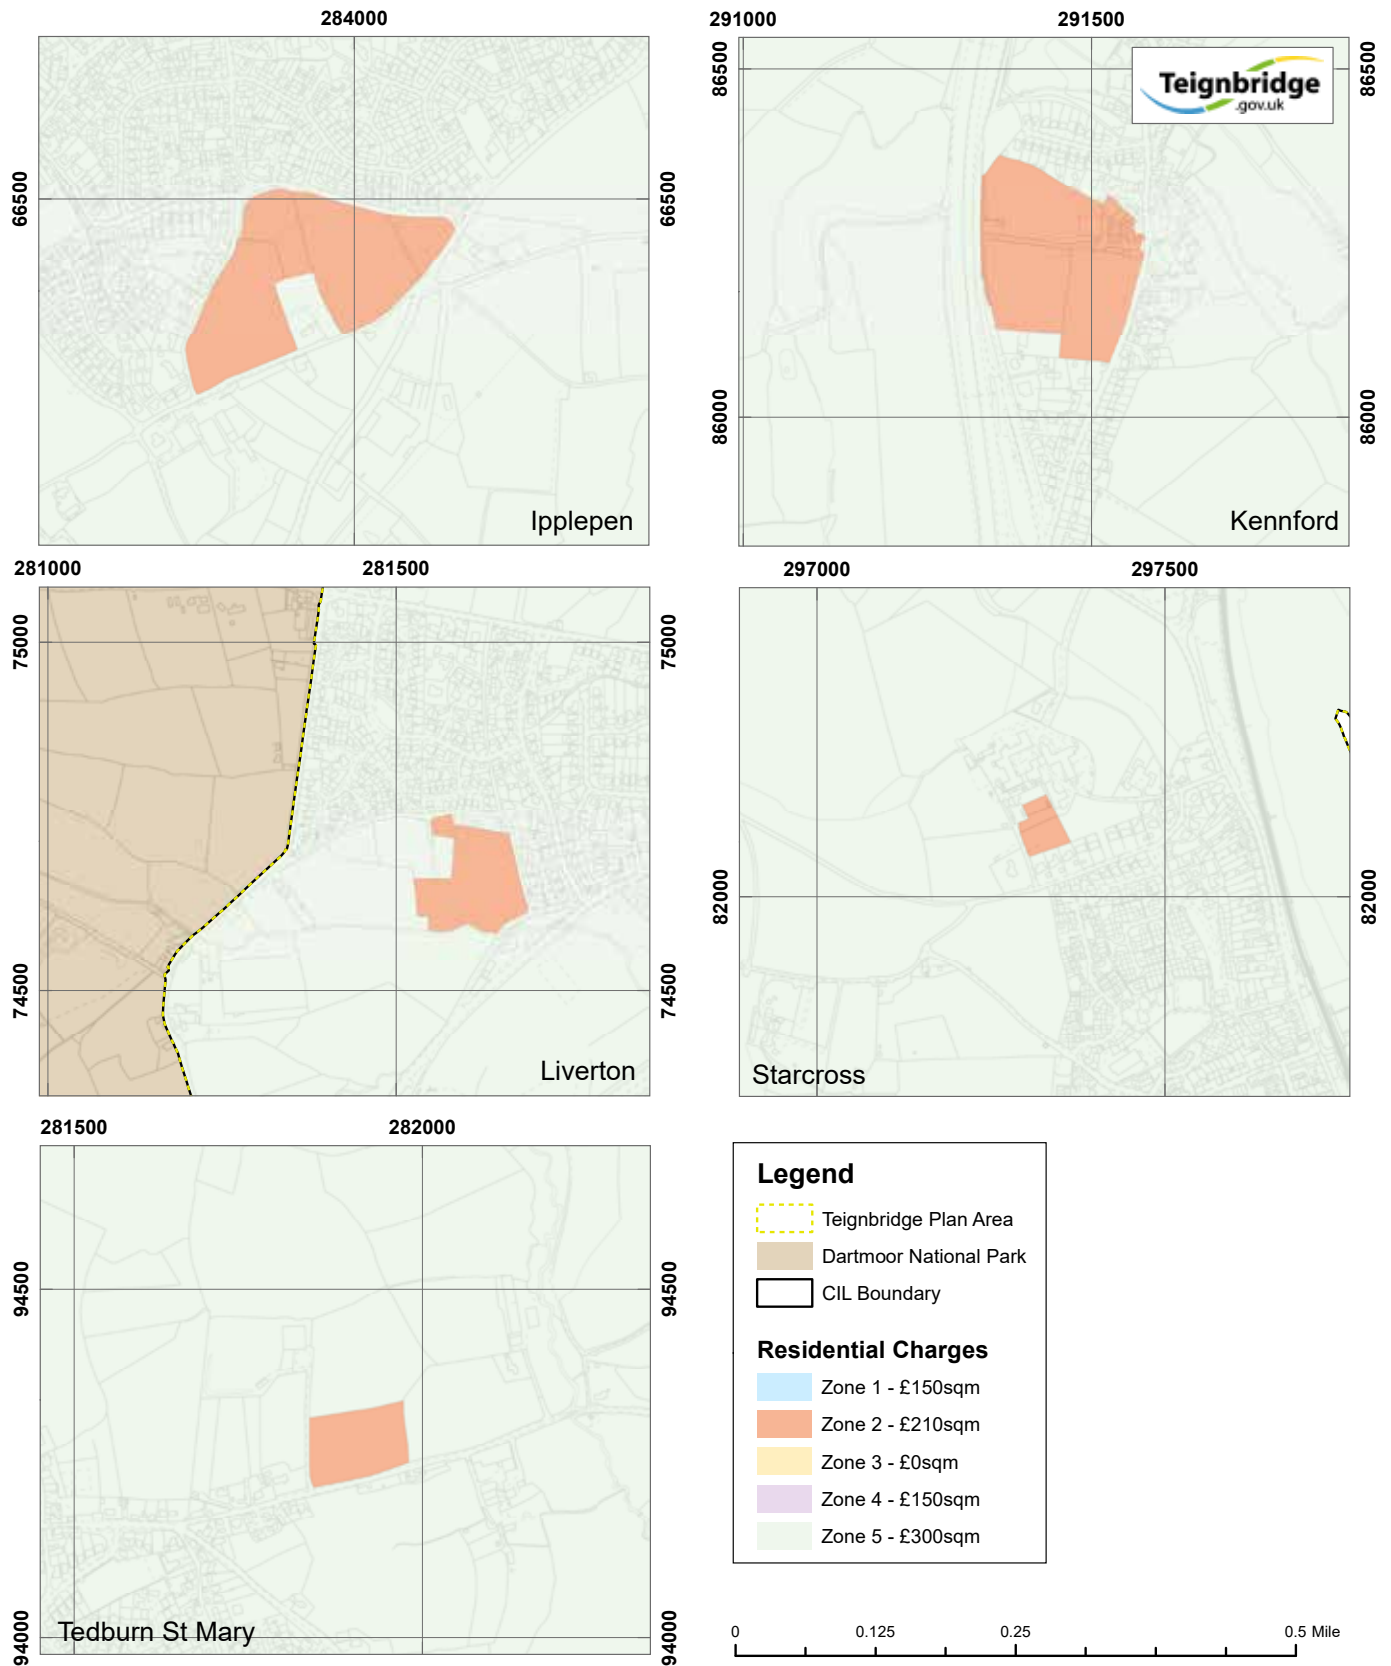 284000
66500
66500
Ipplepen
291000
291500
86500
86500
86000
86000
Teignbridge
.gov.uk
Kennford
281000
281500
75000
75000
74500
74500
Liverton
297000
297500
82000
82000
Starcross
281500
282000
94500
94500
94000
94000
Tedburn St Mary
Legend
Teignbridge Plan Area
Dartmoor National Park
CIL Boundary
Residential Charges
Zone 1 - £150sqm
Zone 2 - £210sqm
Zone 3 - £0sqm
Zone 4 - £150sqm
Zone 5 - £300sqm
0 0.125 0.25 0.5 Mile